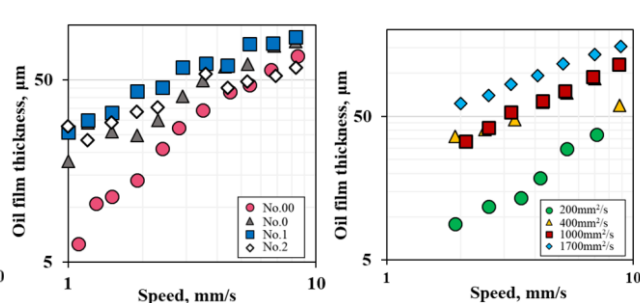 Oil film thickness, µm
50
5
1
10
Speed, mm/s
No.00
No.0
No.1
No.2
0
Oil film thickness, µm
50
5
1
10
Speed, mm/s
200mm²/s
400mm²/s
1000mm²/s
1700mm²/s